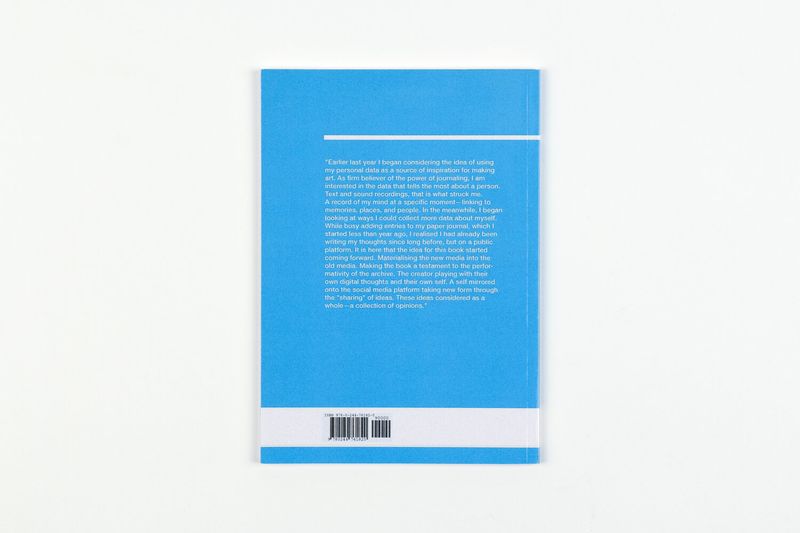 "Earlier last year I began considering the idea of using
my personal data as a source of inspiration for making
art. As firm believer of the power of journaling, I am
interested in the data that tells the most about a person.
Text and sound recordings, that is what struck me.
A record of my mind at a specific moment—linking to
memories, places, and people. In the meanwhile, I began
looking at ways I could collect more data about myself.
While busy adding entries to my paper journal, which I
started less than year ago, I realised I had already been
writing my thoughts since long before, but on a public
platform. It is here that the idea for this book started
coming forward. Materialising the new media into the
old media. Making the book a testament to the perfor-
mativity of the archive. The creator playing with their
own digital thoughts and their own self. A self mirrored
onto the social media platform taking new form through
the "sharing" of ideas. These ideas considered as a
whole—a collection of opinions."
ISBN
90000